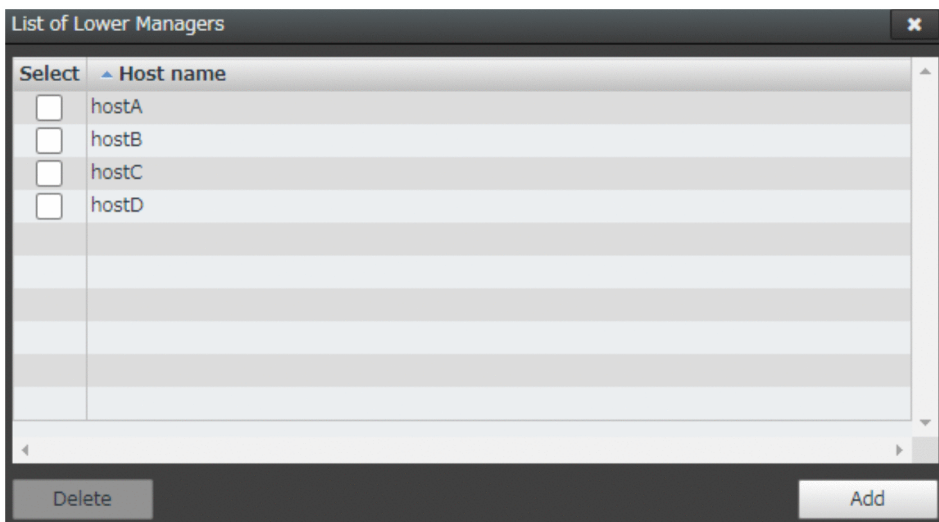 List of Lower Managers
Select Host name
hostA
hostB
hostC
hostD
Delete Add